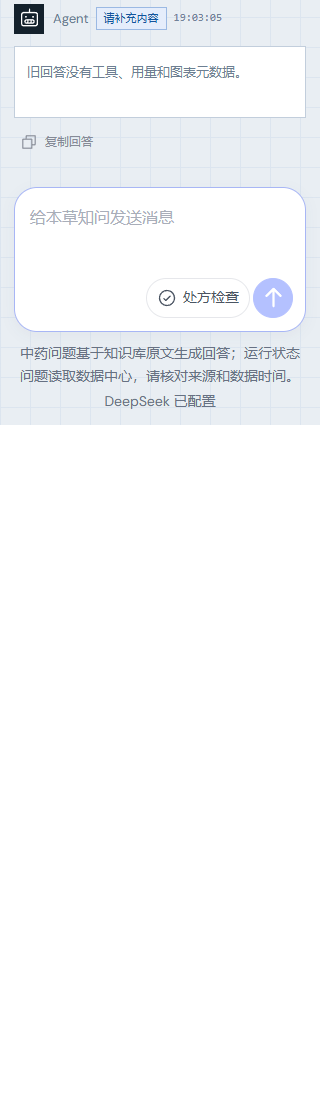 Agent 请补充内容 19:03:05
旧回答没有工具、用量和图表元数据。
复制回答
给本草知问发送消息
处方检查
中药问题基于知识库原文生成回答；运行状态
问题读取数据中心，请核对来源和数据时间。
DeepSeek 已配置